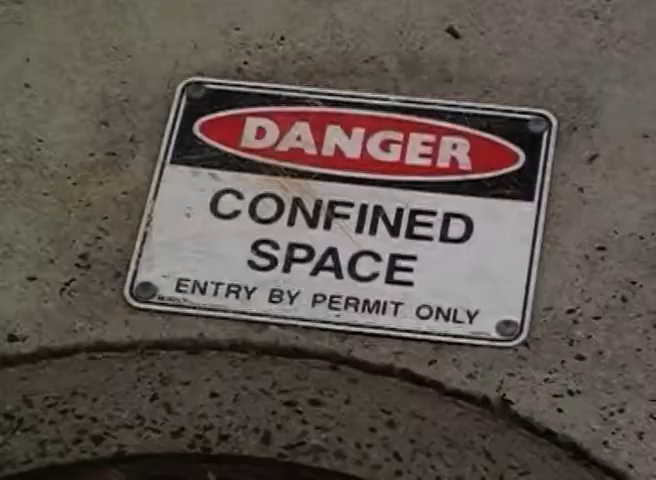 DANGER
CONFINED
SPACE
ENTRY BY PERMIT ONLY